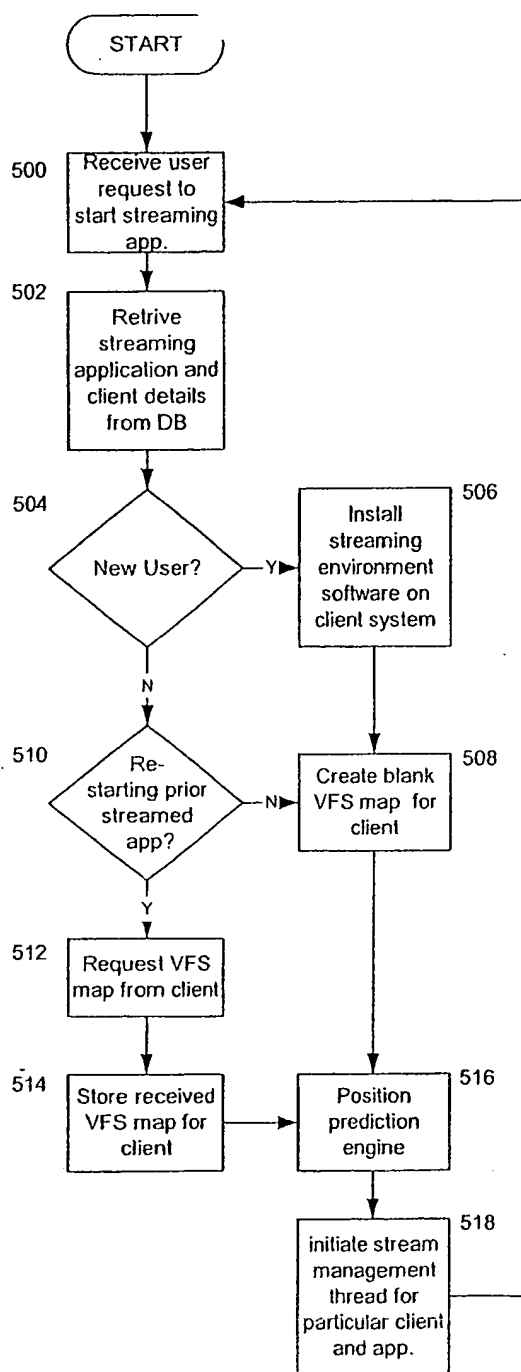 START
500
Receive user
request to
start streaming
app.
502
Retrive
streaming
application and
client details
from DB
504
New User?
Y
506
Install
streaming
environment
software on
client system
N
510
Re-
starting prior
streamed
app?
N
508
Create blank
VFS map for
client
Y
512
Request VFS
map from client
514
Store received
VFS map for
client
516
Position
prediction
engine
518
initiate stream
management
thread for
particular client
and app.